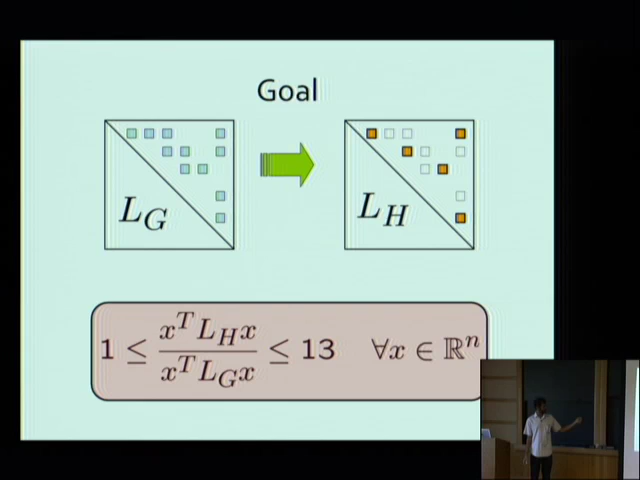 Goal
L_G
L_H
1 ≤ x^T L_H x / x^T L_G x ≤ 13 ∀x ∈ ℝ^n